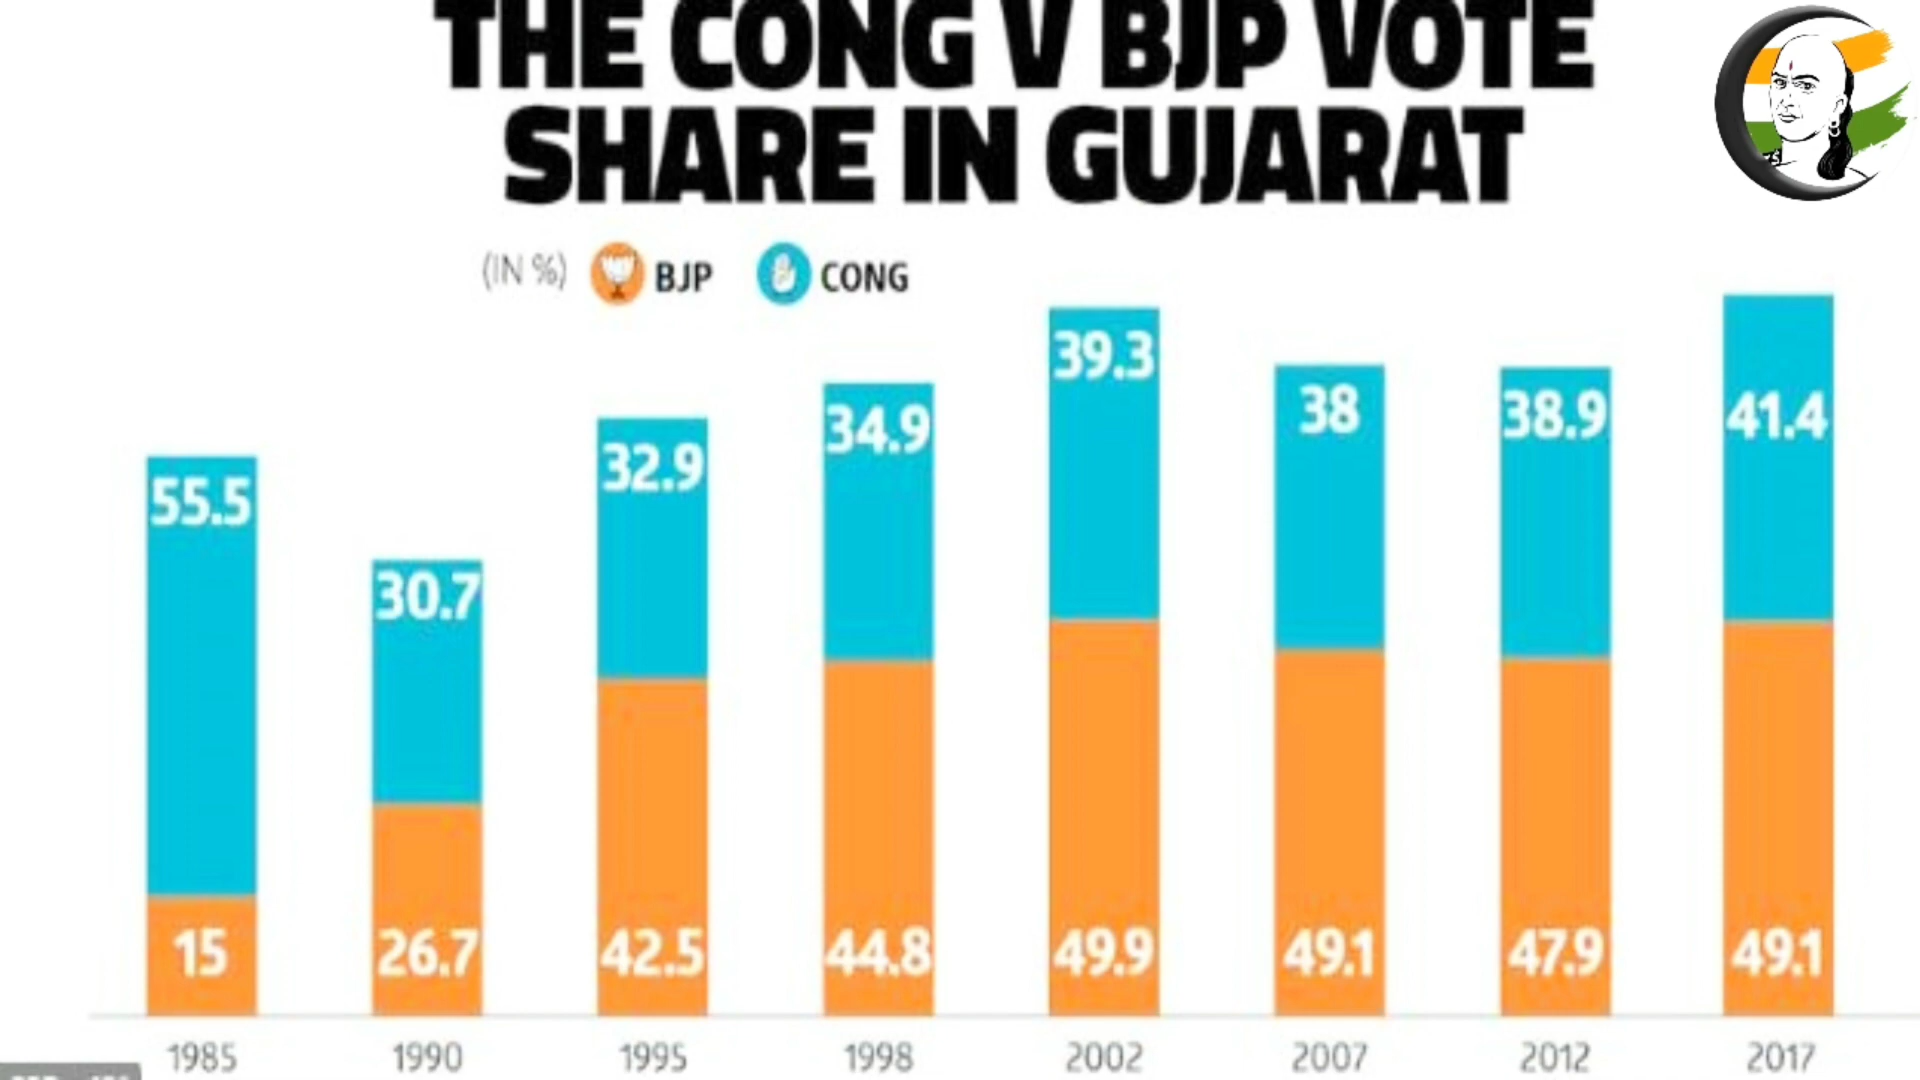 THE CONG V BJP VOTE
SHARE IN GUJARAT
(IN %) BJP CONG
55.5 30.7 32.9 34.9 39.3 38 38.9 41.4
15 26.7 42.5 44.8 49.9 49.1 47.9 49.1
1985 1990 1995 1998 2002 2007 2012 2017